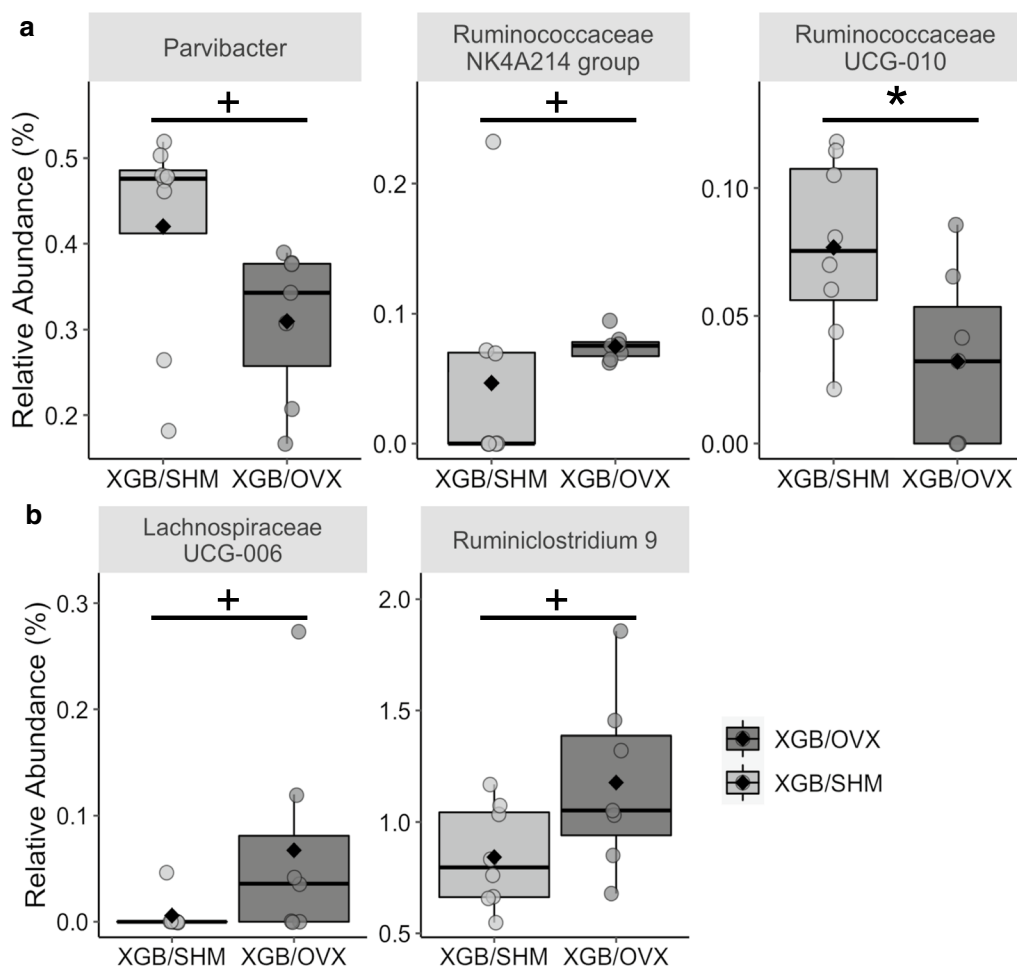 a
Parvibacter
Ruminococcaceae
NK4A214 group
Ruminococcaceae
UCG-010
+
+
*
Relative Abundance (%)
0.5
0.4
0.3
0.2
0.2
0.1
0.0
0.10
0.05
0.00
XGB/SHM XGB/OVX
XGB/SHM XGB/OVX
XGB/SHM XGB/OVX
b
Lachnospiraceae
UCG-006
Ruminiclostridium 9
+
+
Relative Abundance (%)
0.3
0.2
0.1
0.0
2.0
1.5
1.0
0.5
XGB/SHM XGB/OVX
XGB/SHM XGB/OVX
XGB/OVX
XGB/SHM